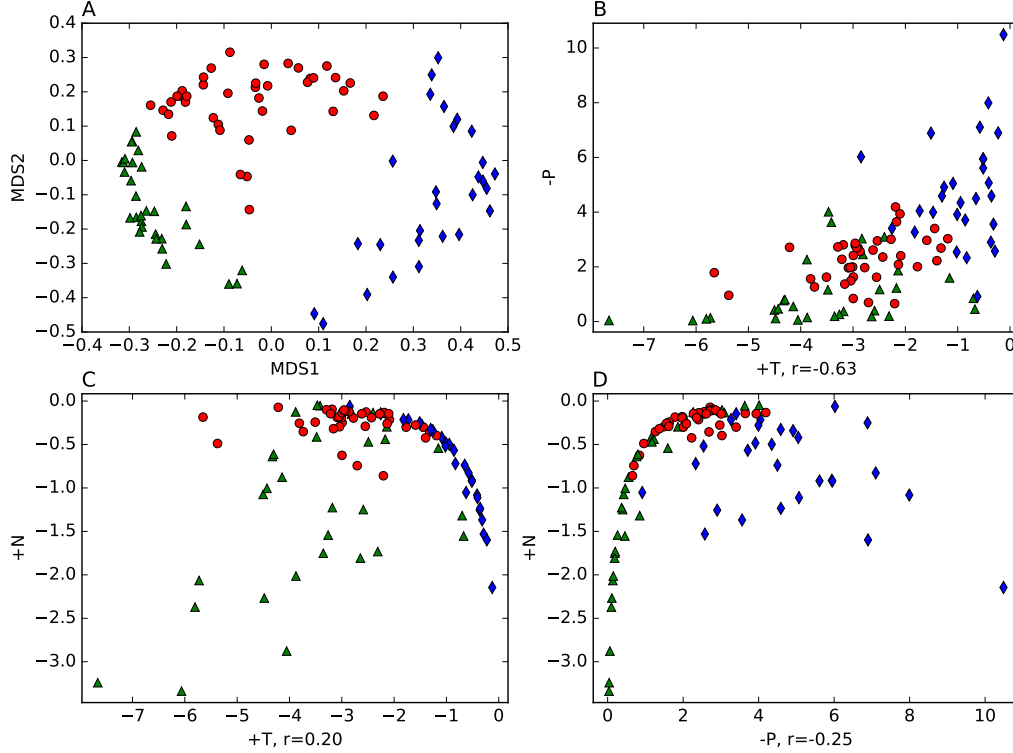 A
0.4
0.3
0.2
0.1
0.0
−0.1
−0.2
−0.3
−0.4
−0.5
MDS2
−0.4 −0.3 −0.2 −0.1 0.0 0.1 0.2 0.3 0.4 0.5
MDS1
B
10
8
6
4
2
0
-P
−7 −6 −5 −4 −3 −2 −1 0
+T, r=-0.63
C
0.0
−0.5
−1.0
−1.5
−2.0
−2.5
−3.0
+N
−7 −6 −5 −4 −3 −2 −1 0
+T, r=0.20
D
0.0
−0.5
−1.0
−1.5
−2.0
−2.5
−3.0
+N
0 2 4 6 8 10
-P, r=-0.25